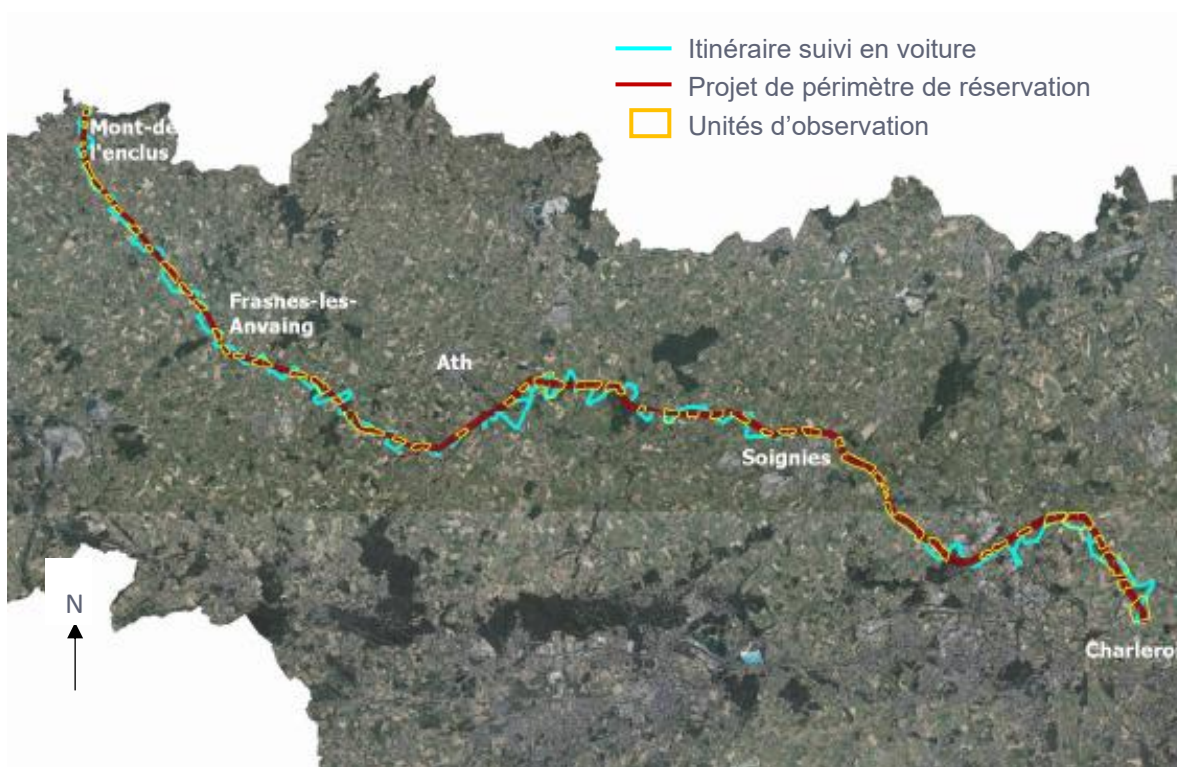 Itinéraire suivi en voiture
Projet de périmètre de réservation
Unités d'observation
Mont-de
l'enclus
Frasnes-les-
Anvaing
Ath
Soignies
N
Charlero